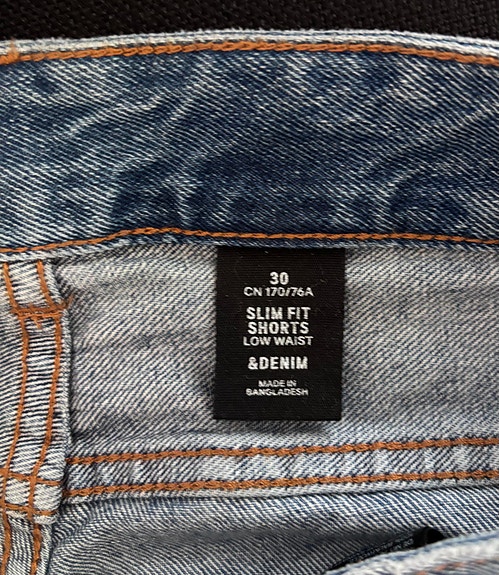 30
CN 170/76A
SLIM FIT
SHORTS
LOW WAIST
&DENIM
MADE IN
BANGLADESH